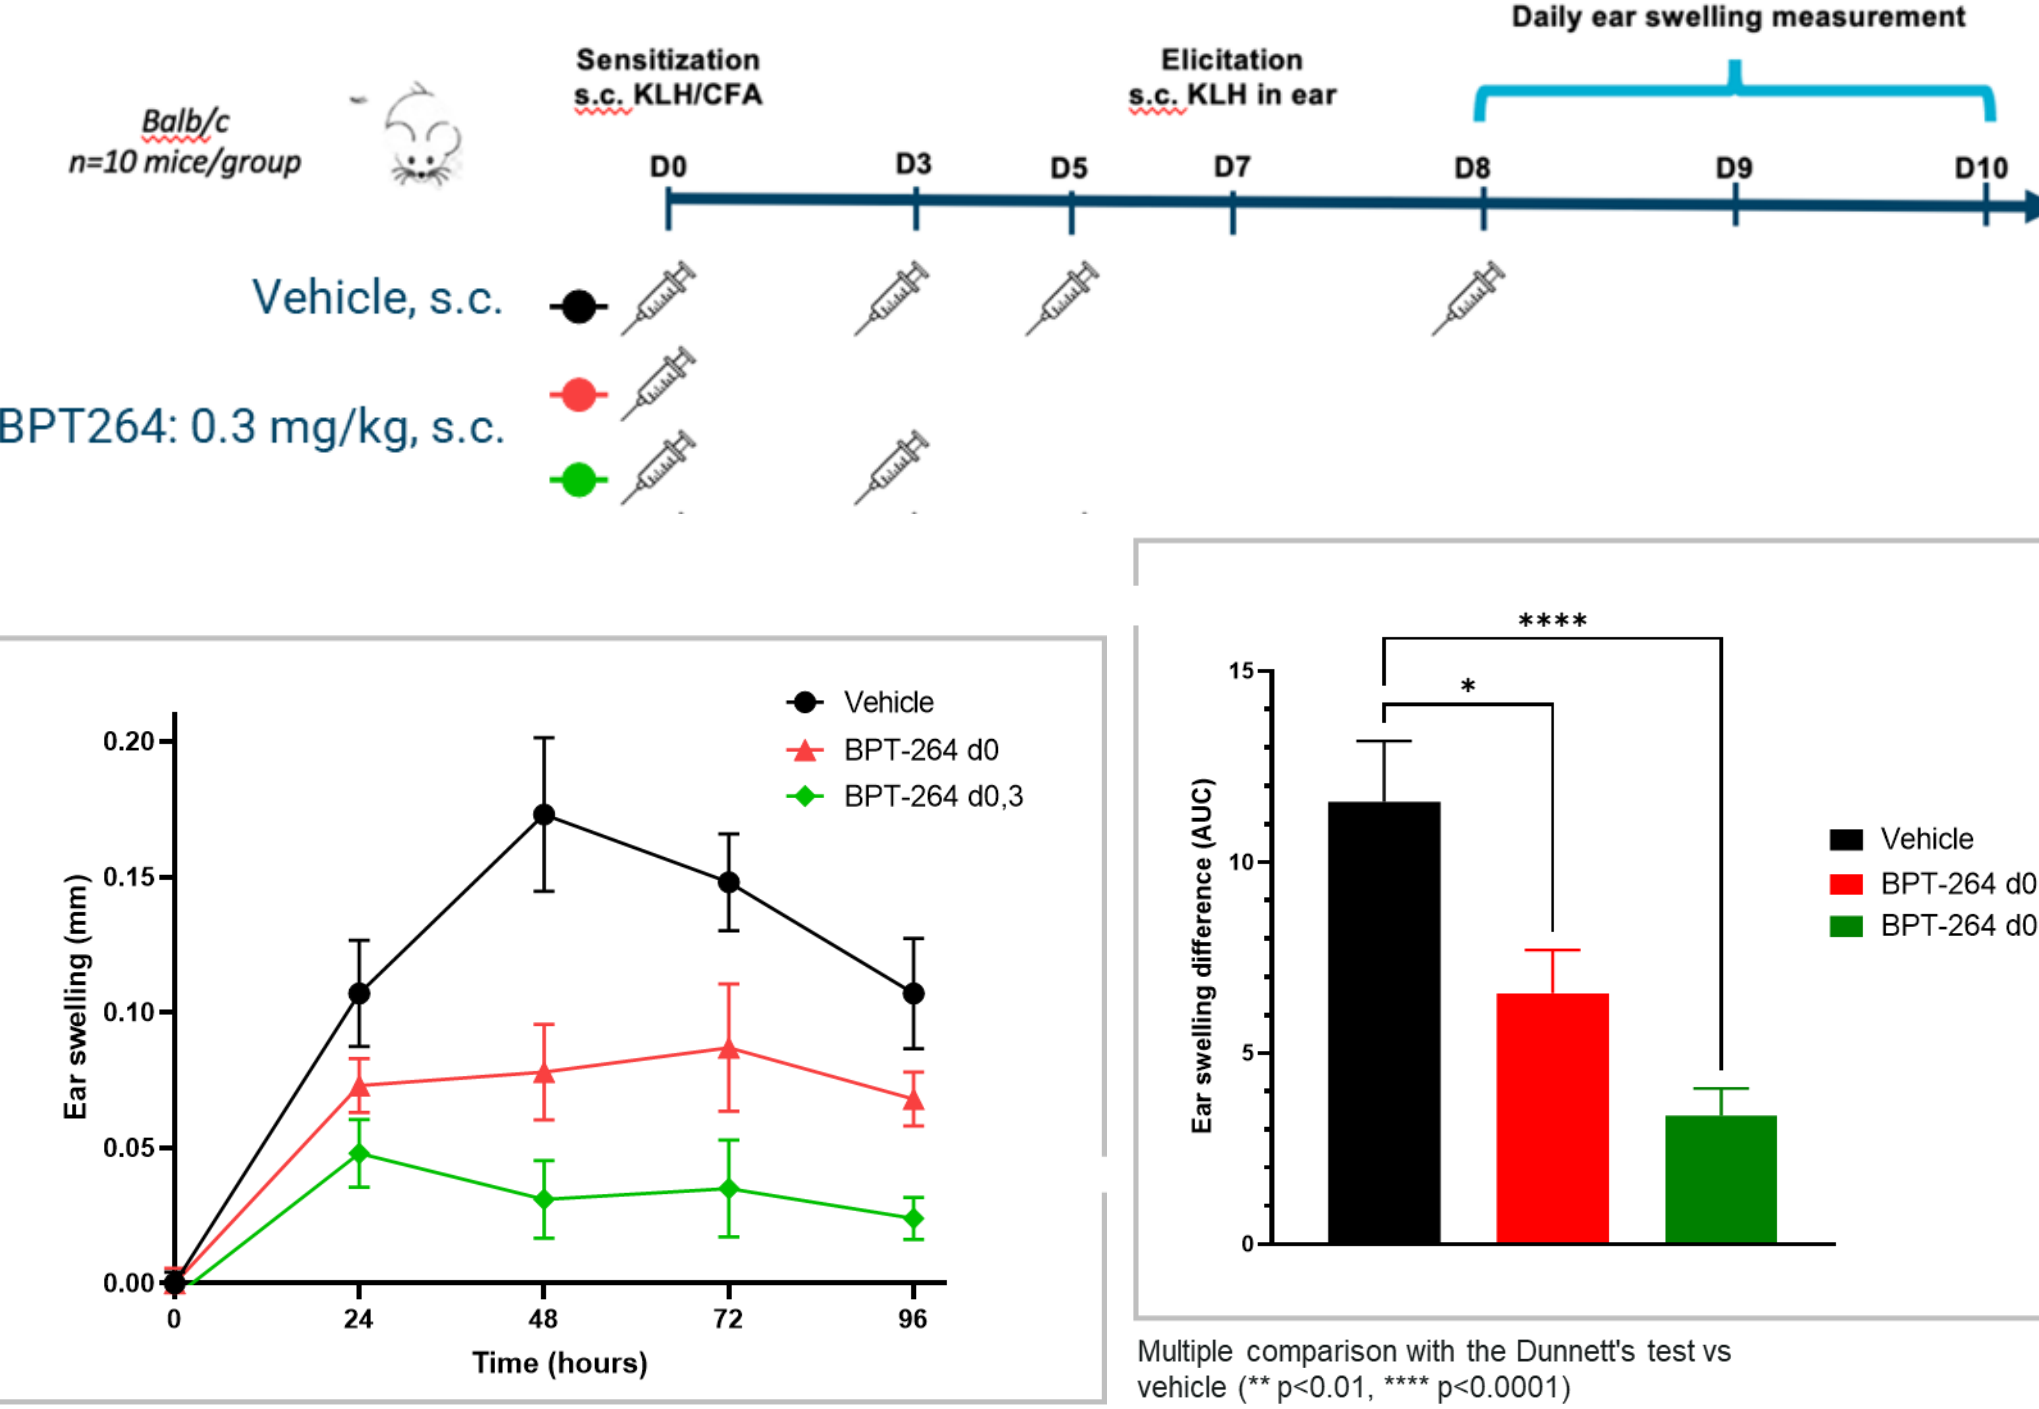 Daily ear swelling measurement
Sensitization
s.c. KLH/CFA
Elicitation
s.c. KLH in ear
Balb/c
n=10 mice/group
D0 D3 D5 D7 D8 D9 D10
Vehicle, s.c.
BPT264: 0.3 mg/kg, s.c.
Vehicle
BPT-264 d0
BPT-264 d0,3
Ear swelling (mm)
0.20
0.15
0.10
0.05
0.00
0 24 48 72 96
Time (hours)
****
*
Ear swelling difference (AUC)
15
10
5
0
Vehicle
BPT-264 d0
BPT-264 d0
Multiple comparison with the Dunnett's test vs
vehicle (** p<0.01, **** p<0.0001)